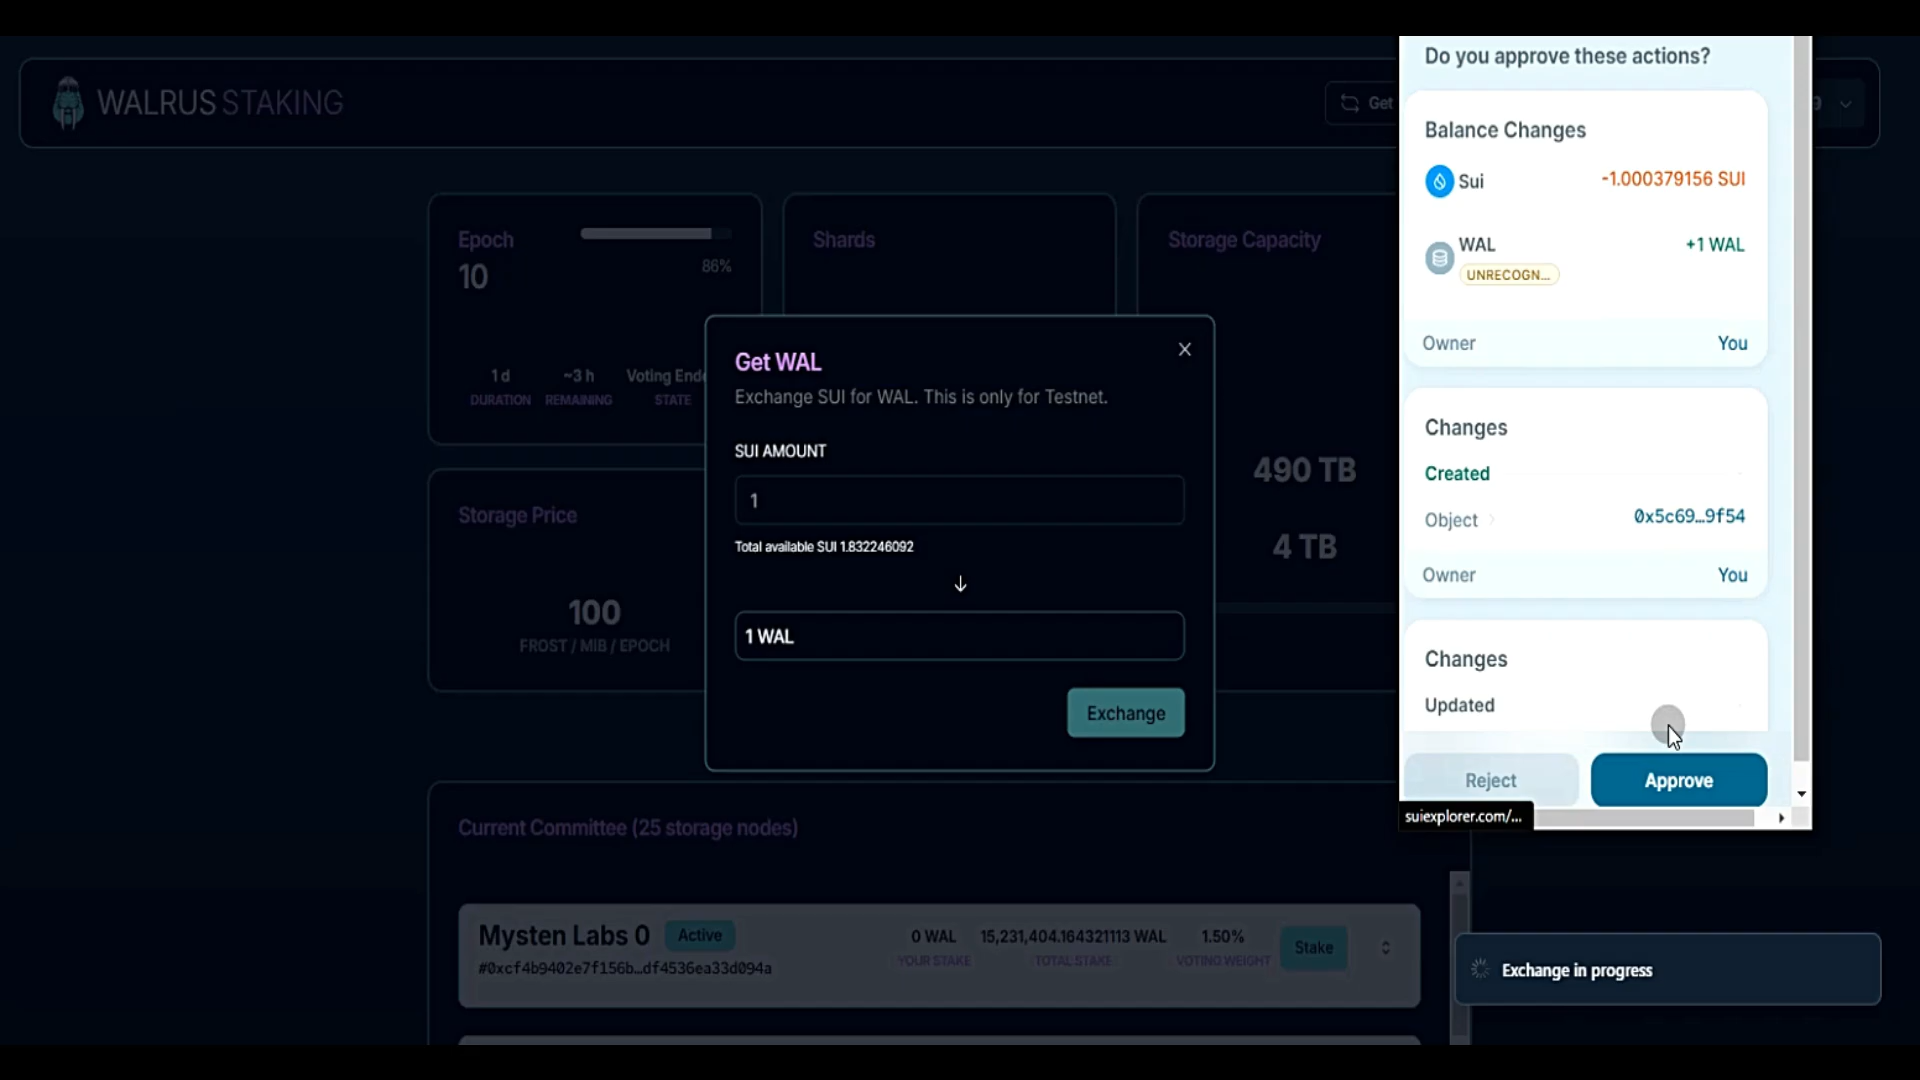 WALRUS STAKING
Get
9
Epoch
10
86%
1 d
DURATION
~3 h
REMAINING
Voting Ende
STATE
Shards
Storage Capacity
490 TB
4 TB
Storage Price
100
FROST / MIB / EPOCH
Get WAL
Exchange SUI for WAL. This is only for Testnet.
SUI AMOUNT
1
Total available SUI 1.832246092
1 WAL
Exchange
Current Committee (25 storage nodes)
Mysten Labs 0
Active
#0xcf4b9402e7f156b...df4536ea33d094a
0 WAL
YOUR STAKE
15,231,404.164321113 WAL
TOTAL STAKE
1.50%
VOTING WEIGHT
Stake
Do you approve these actions?
Balance Changes
Sui -1.000379156 SUI
WAL +1 WAL
UNRECOGN...
Owner You
Changes
Created
Object 0x5c69...9f54
Owner You
Changes
Updated
Reject
Approve
suiexplorer.com/...
Exchange in progress